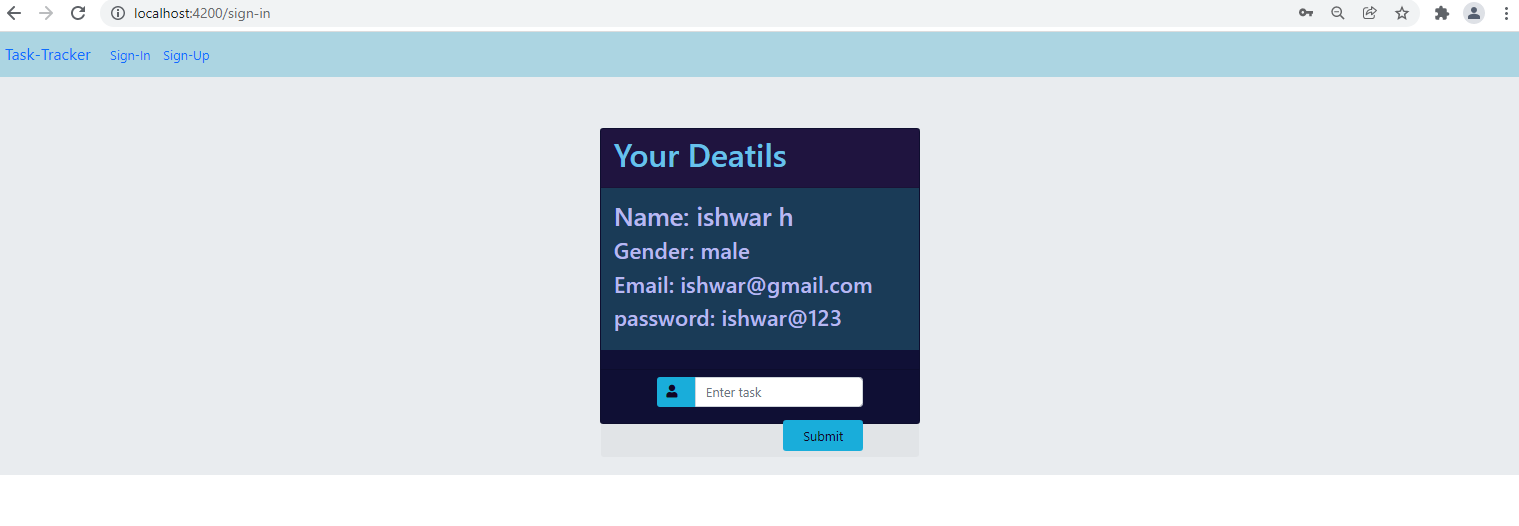 localhost:4200/sign-in
Task-Tracker Sign-In Sign-Up
Your Deatils
Name: ishwar h
Gender: male
Email: ishwar@gmail.com
password: ishwar@123
Enter task
Submit